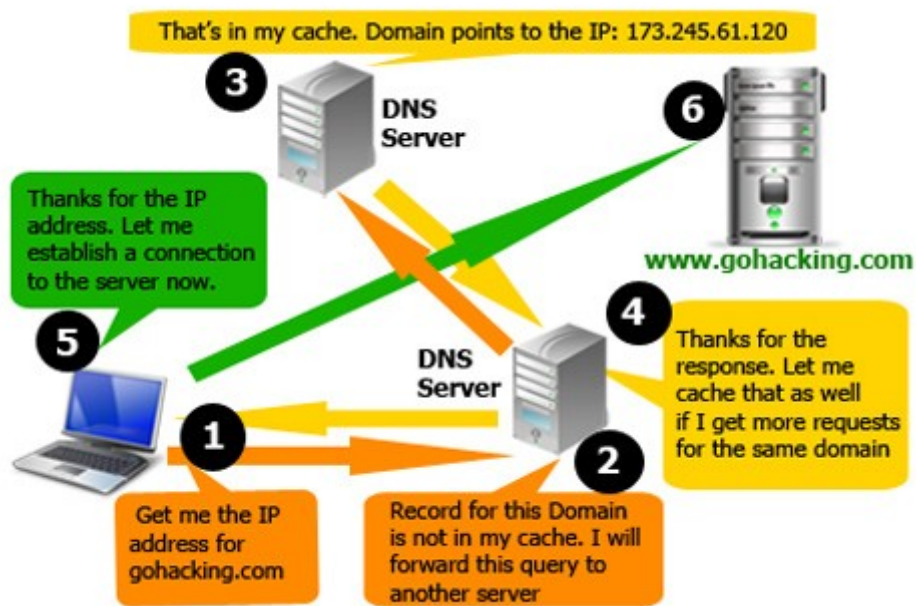 That's in my cache. Domain points to the IP: 173.245.61.120
3
DNS
Server
6
Thanks for the IP
address. Let me
establish a connection
to the server now.
www.gohacking.com
5
4
Thanks for the
response. Let me
cache that as well
if I get more requests
for the same domain
DNS
Server
1
2
Get me the IP
address for
gohacking.com
Record for this Domain
is not in my cache. I will
forward this query to
another server